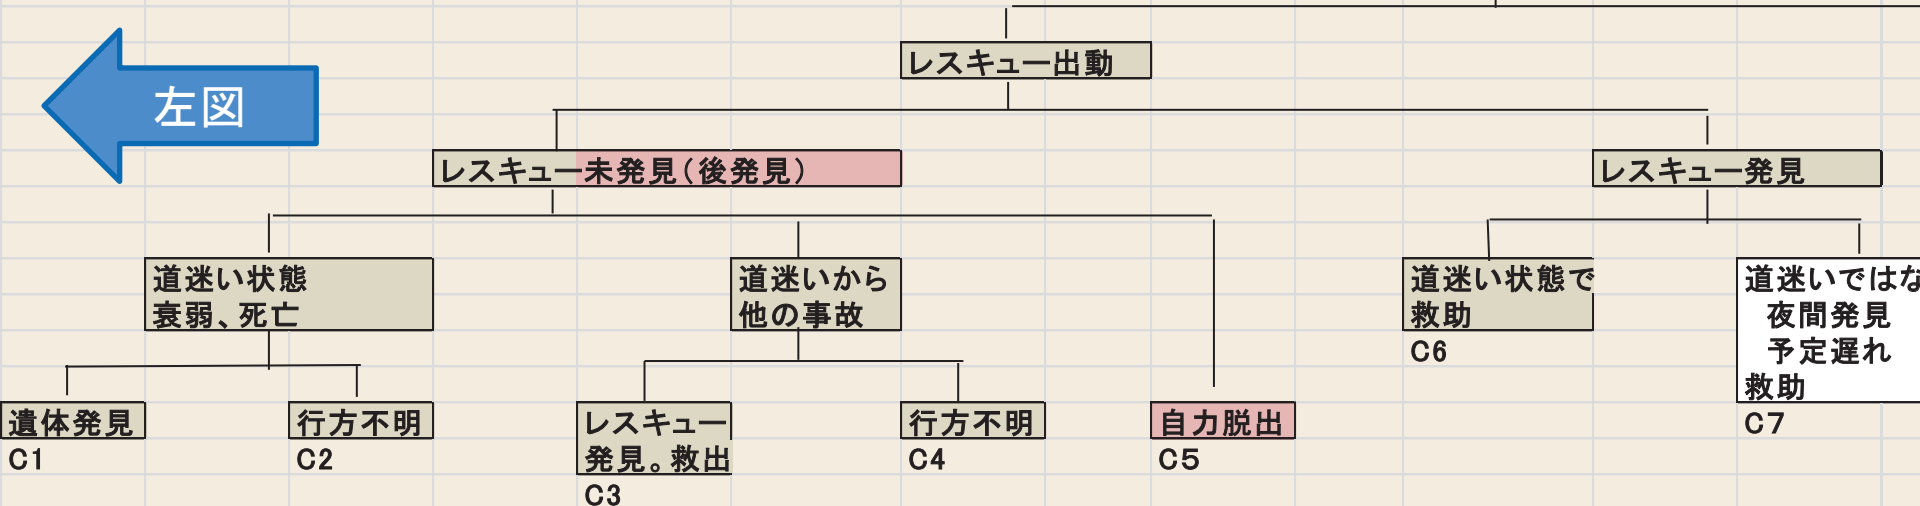 レスキュー出動
左図
レスキュー未発見（後発見）
レスキュー発見
道迷い状態
衰弱、死亡
道迷いから
他の事故
道迷い状態で
救助
C6
道迷いではな
夜間発見
予定遅れ
救助
C7
遺体発見
C1
行方不明
C2
レスキュー
発見。救出
C3
行方不明
C4
自力脱出
C5